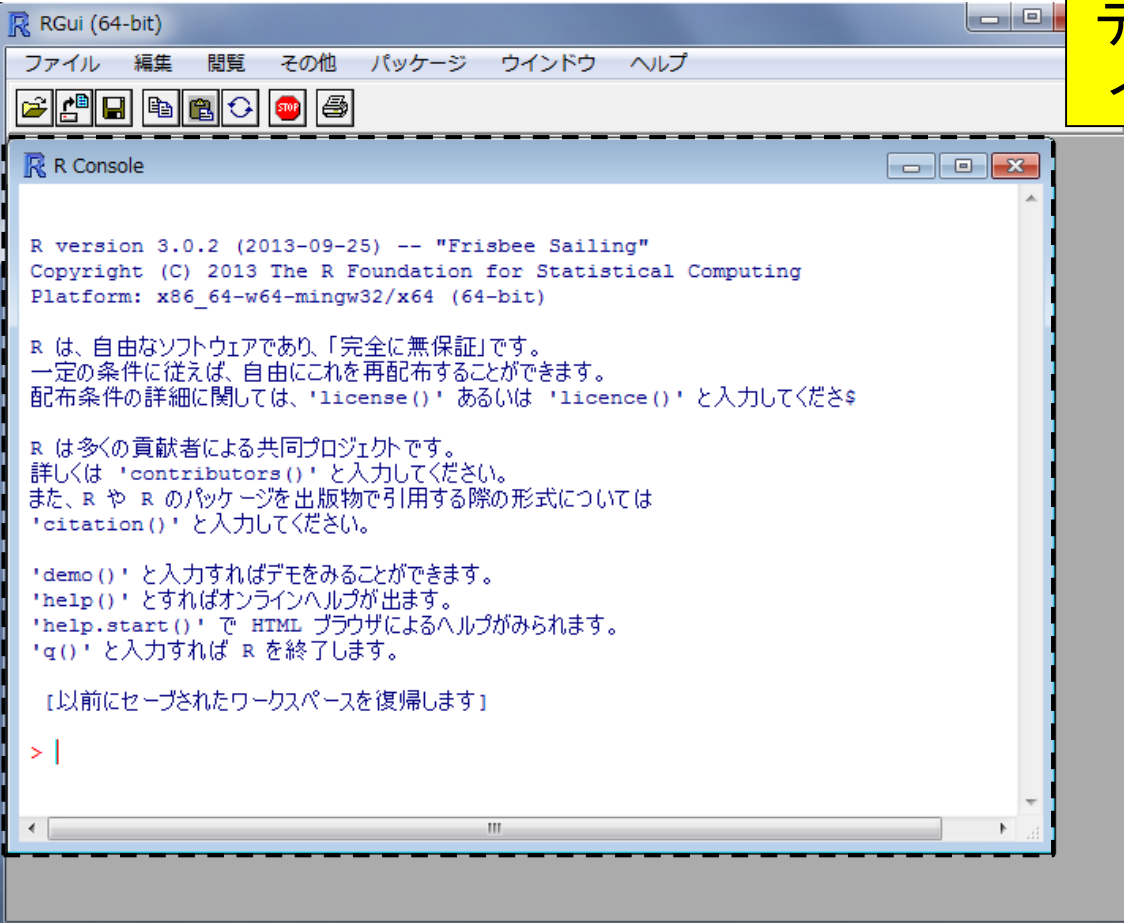 RGui (64-bit)
ファイル 編集 閲覧 その他 パッケージ ウインドウ ヘルプ
STOP
R Console
R version 3.0.2 (2013-09-25) -- "Frisbee Sailing"
Copyright (C) 2013 The R Foundation for Statistical Computing
Platform: x86_64-w64-mingw32/x64 (64-bit)
R は、自由なソフトウェアであり、「完全に無保証」です。
一定の条件に従えば、自由にこれを再配布することができます。
配布条件の詳細に関しては、'license()' あるいは 'licence()' と入力してくださ$
R は多くの貢献者による共同プロジェクトです。
詳しくは 'contributors()' と入力してください。
また、R や R のパッケージを出版物で引用する際の形式については
'citation()' と入力してください。
'demo()' と入力すればデモをみることができます。
'help()' とすればオンラインヘルプが出ます。
'help.start()' で HTML ブラウザによるヘルプがみられます。
'q()' と入力すれば R を終了します。
[以前にセーブされたワークスペースを復帰します]
>